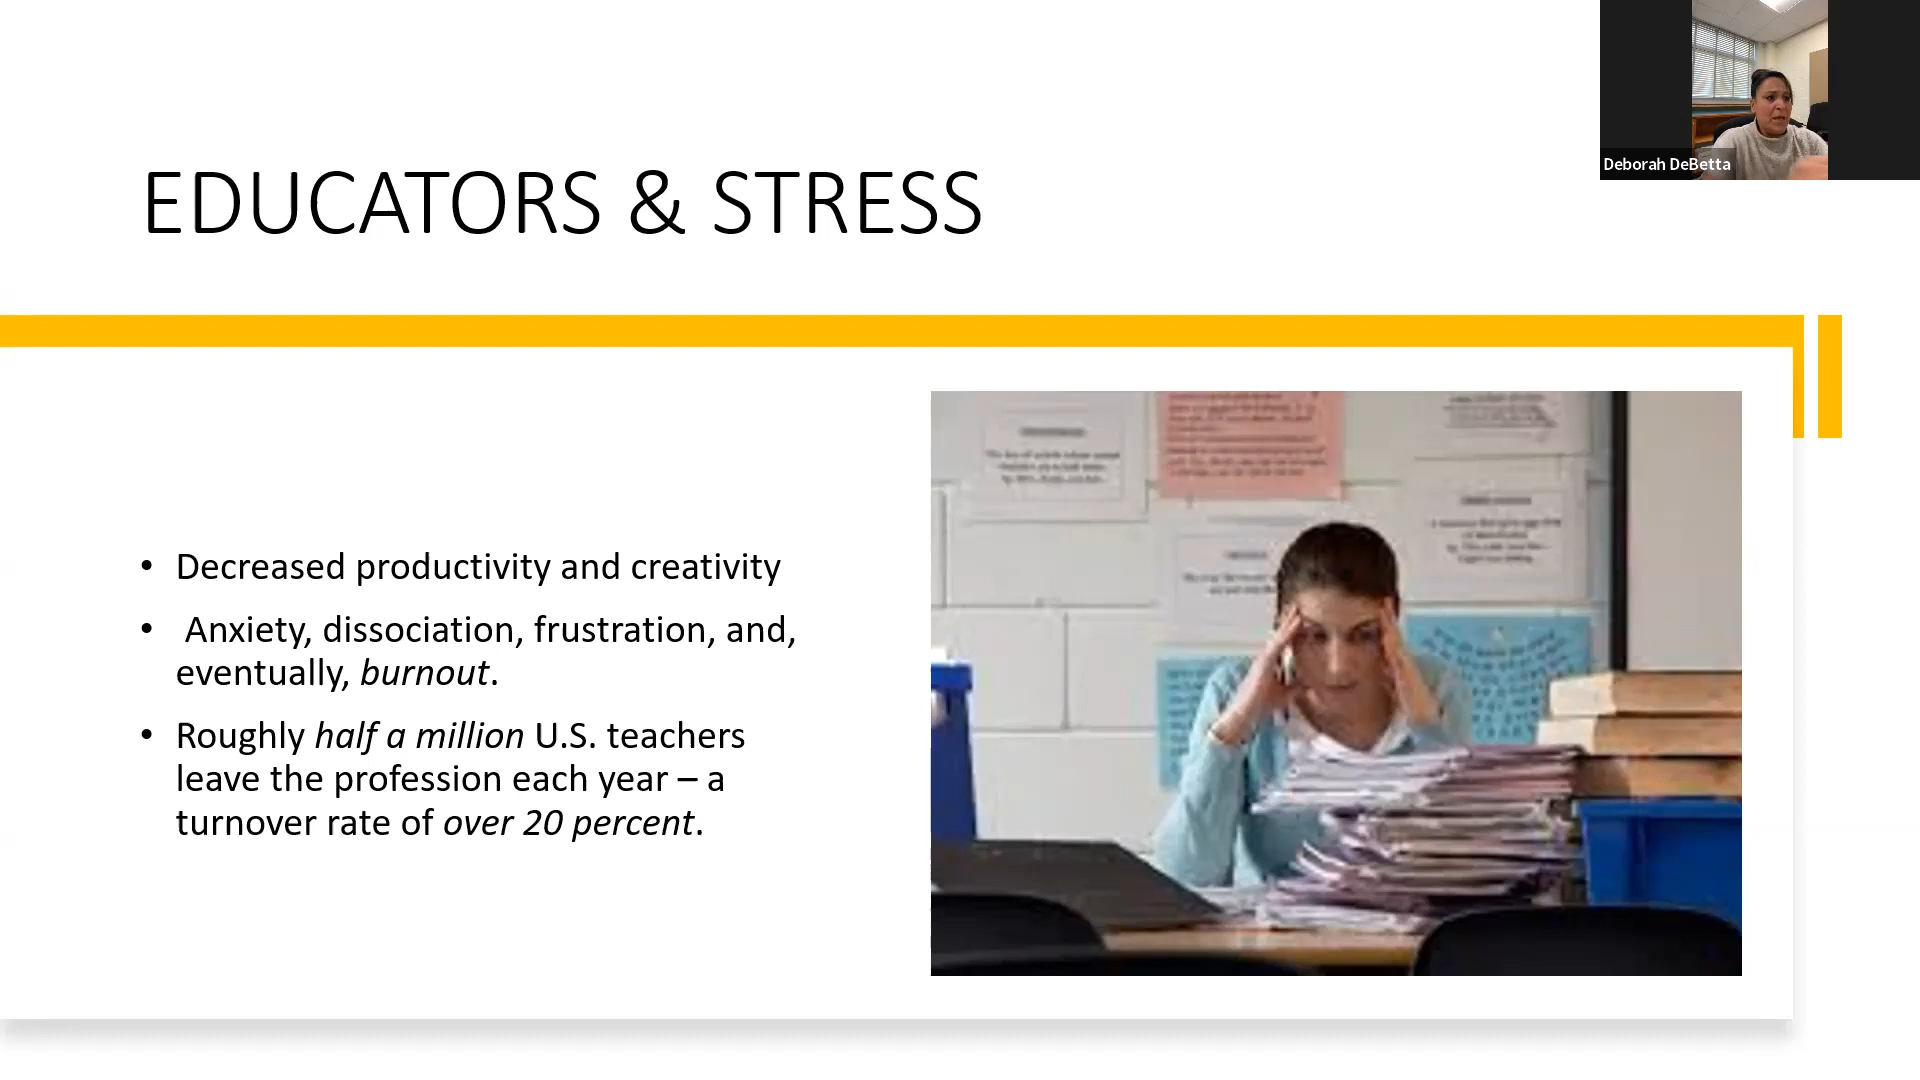 Deborah DeBetta
EDUCATORS & STRESS
• Decreased productivity and creativity
• Anxiety, dissociation, frustration, and,
eventually, burnout.
• Roughly half a million U.S. teachers
leave the profession each year – a
turnover rate of over 20 percent.